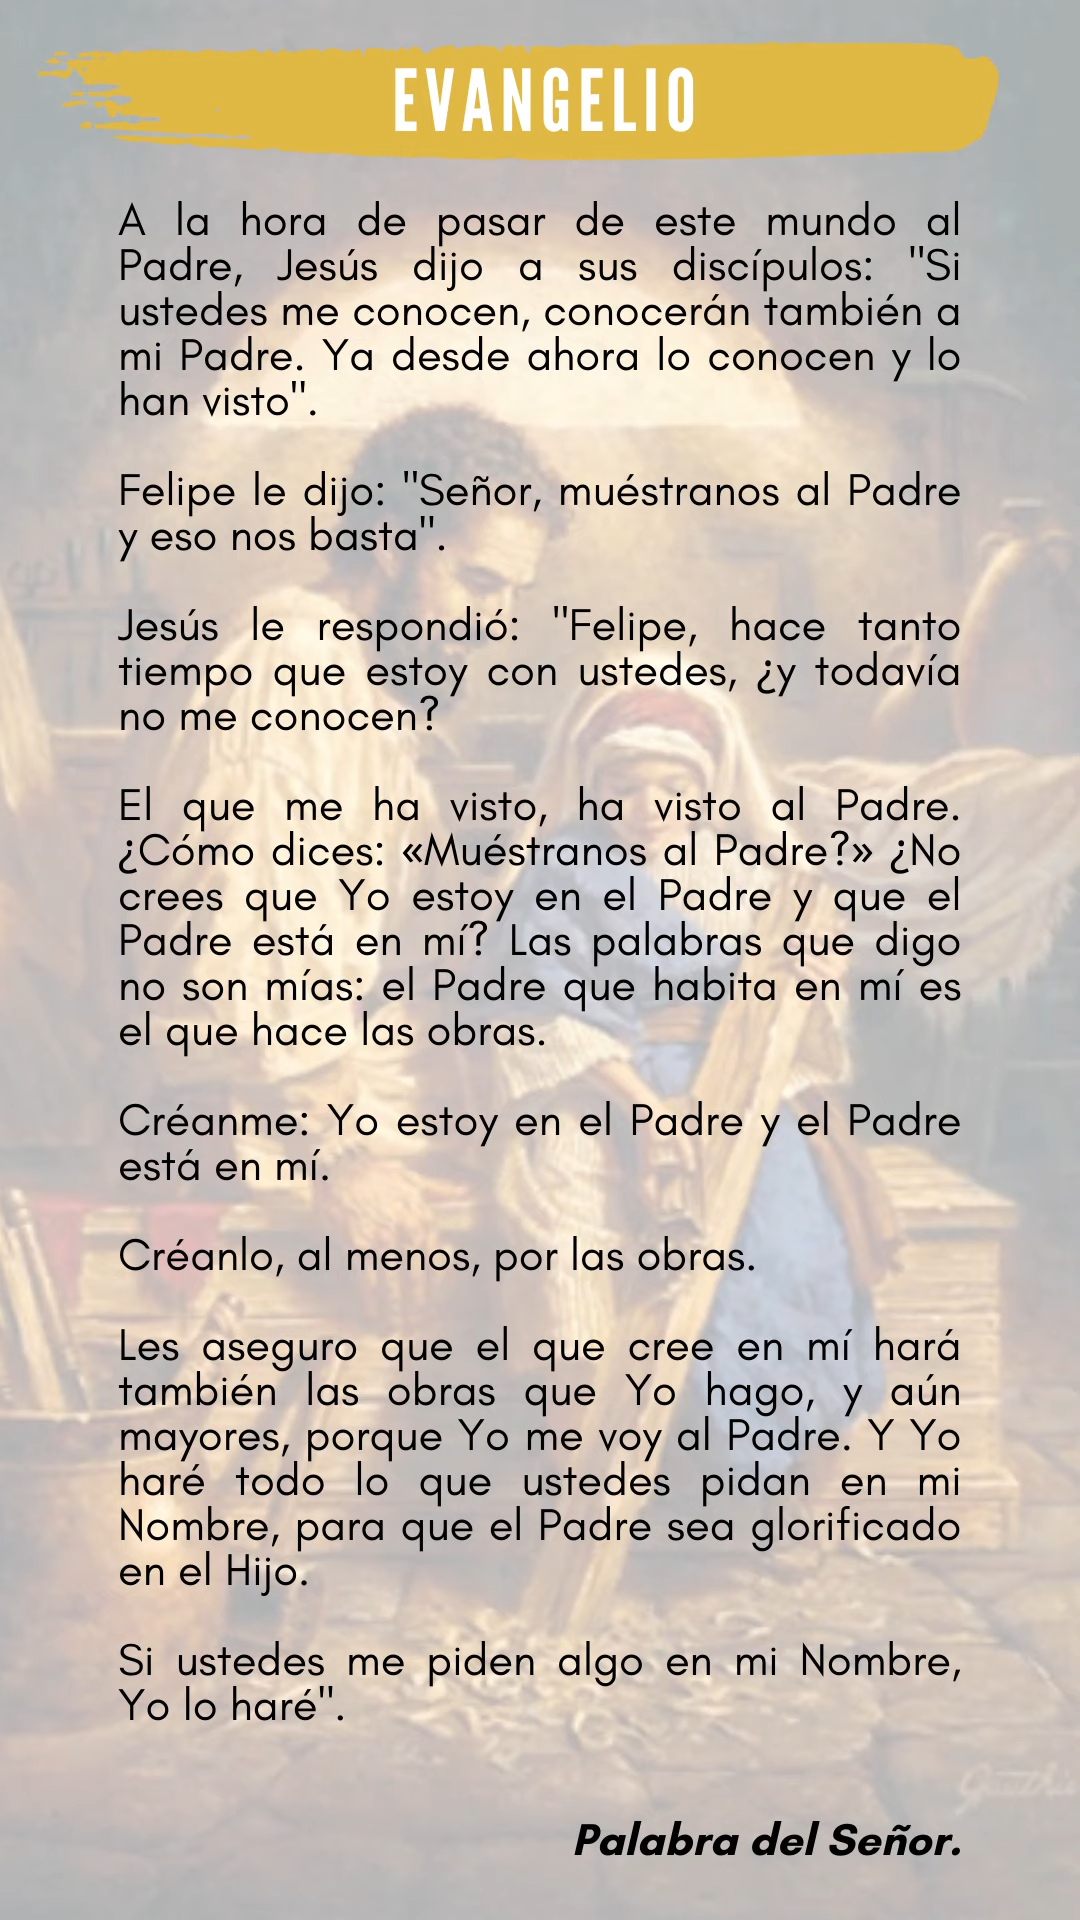 EVANGELIO
A la hora de pasar de este mundo al
Padre, Jesús dijo a sus discípulos: "Si
ustedes me conocen, conocerán también a
mi Padre. Ya desde ahora lo conocen y lo
han visto".
Felipe le dijo: "Señor, muéstranos al Padre
y eso nos basta".
Jesús le respondió: "Felipe, hace tanto
tiempo que estoy con ustedes, ¿y todavía
no me conocen?
El que me ha visto, ha visto al Padre.
¿Cómo dices: «Muéstranos al Padre?» ¿No
crees que Yo estoy en el Padre y que el
Padre está en mí? Las palabras que digo
no son mías: el Padre que habita en mí es
el que hace las obras.
Créanme: Yo estoy en el Padre y el Padre
está en mí.
Créanlo, al menos, por las obras.
Les aseguro que el que cree en mí hará
también las obras que Yo hago, y aún
mayores, porque Yo me voy al Padre. Y Yo
haré todo lo que ustedes pidan en mi
Nombre, para que el Padre sea glorificado
en el Hijo.
Si ustedes me piden algo en mi Nombre,
Yo lo haré".
Palabra del Señor.